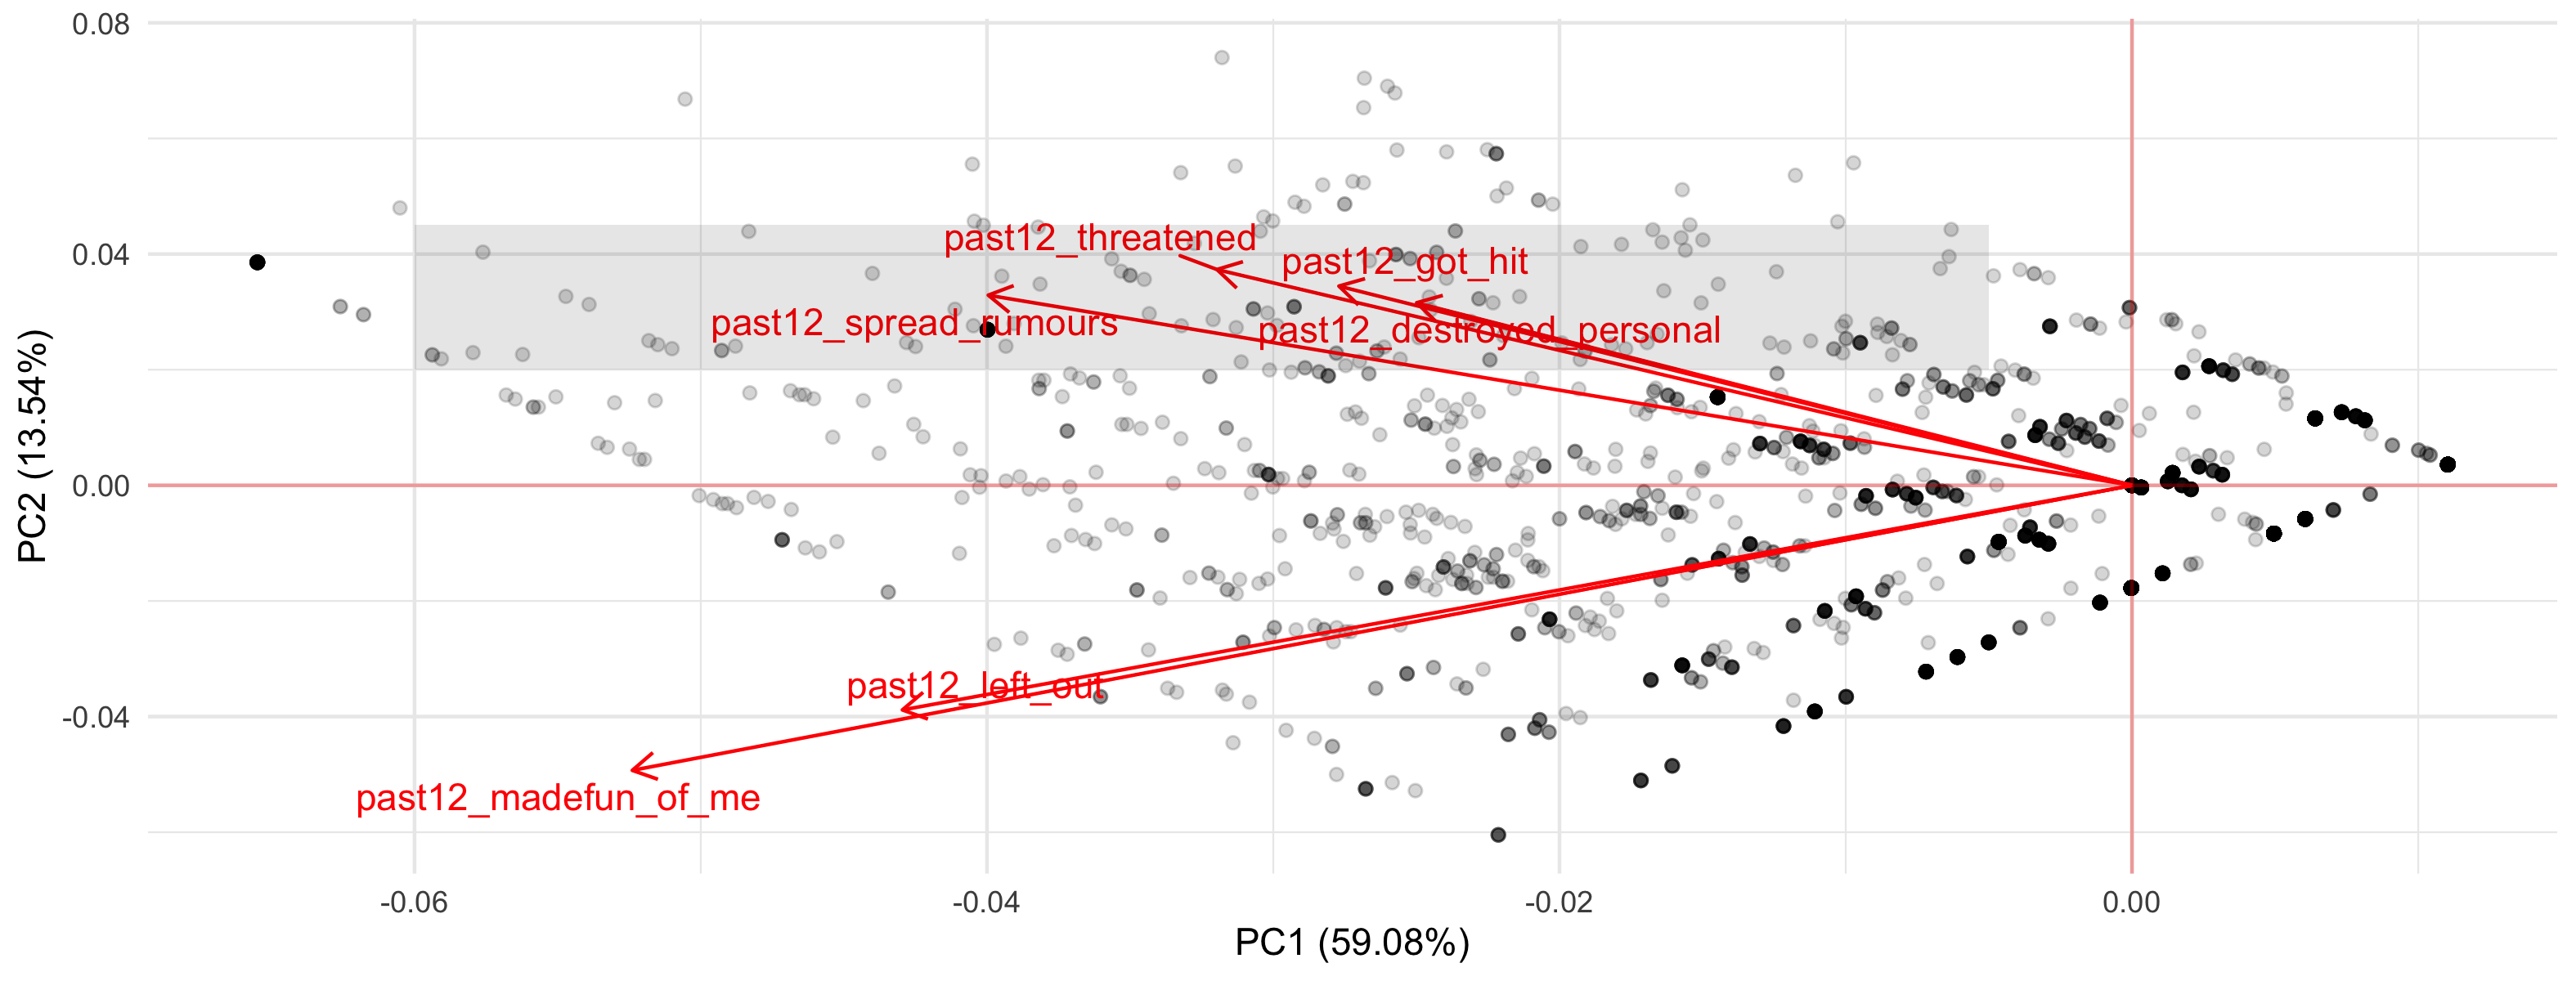 0.08
0.04
0.00
-0.04
PC2 (13.54%)
past12_threatened
past12_got_hit
past12_spread_rumours
past12_destroyed_personal
past12_left_out
past12_madefun_of_me
-0.06
-0.04
-0.02
0.00
PC1 (59.08%)